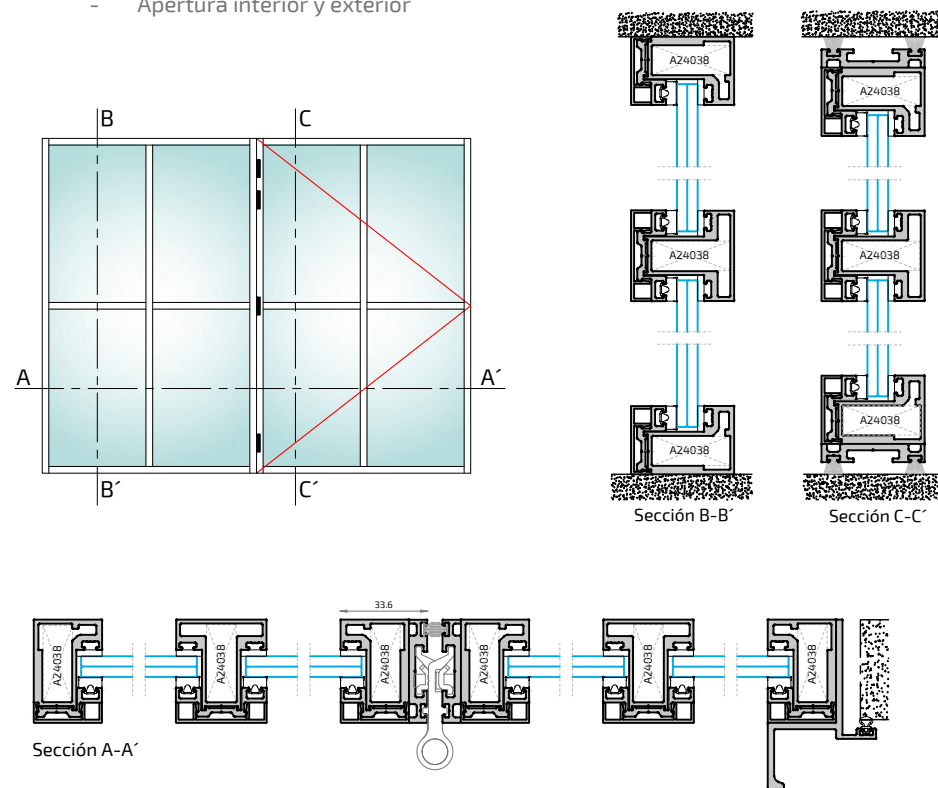 - Apertura interior y exterior
B
C
A
A´
B´
C´
A24038
A24038
A24038
Sección B-B´
A24038
A24038
A24038
Sección C-C´
33.6
A24038
A24038
A24038
A24038
A24038
A24038
Sección A-A´